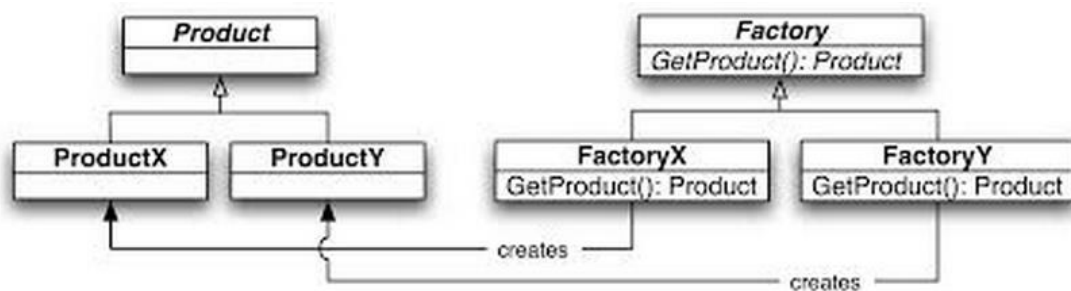 Product
Factory
GetProduct(): Product
ProductX
ProductY
FactoryX
GetProduct(): Product
FactoryY
GetProduct(): Product
creates
creates